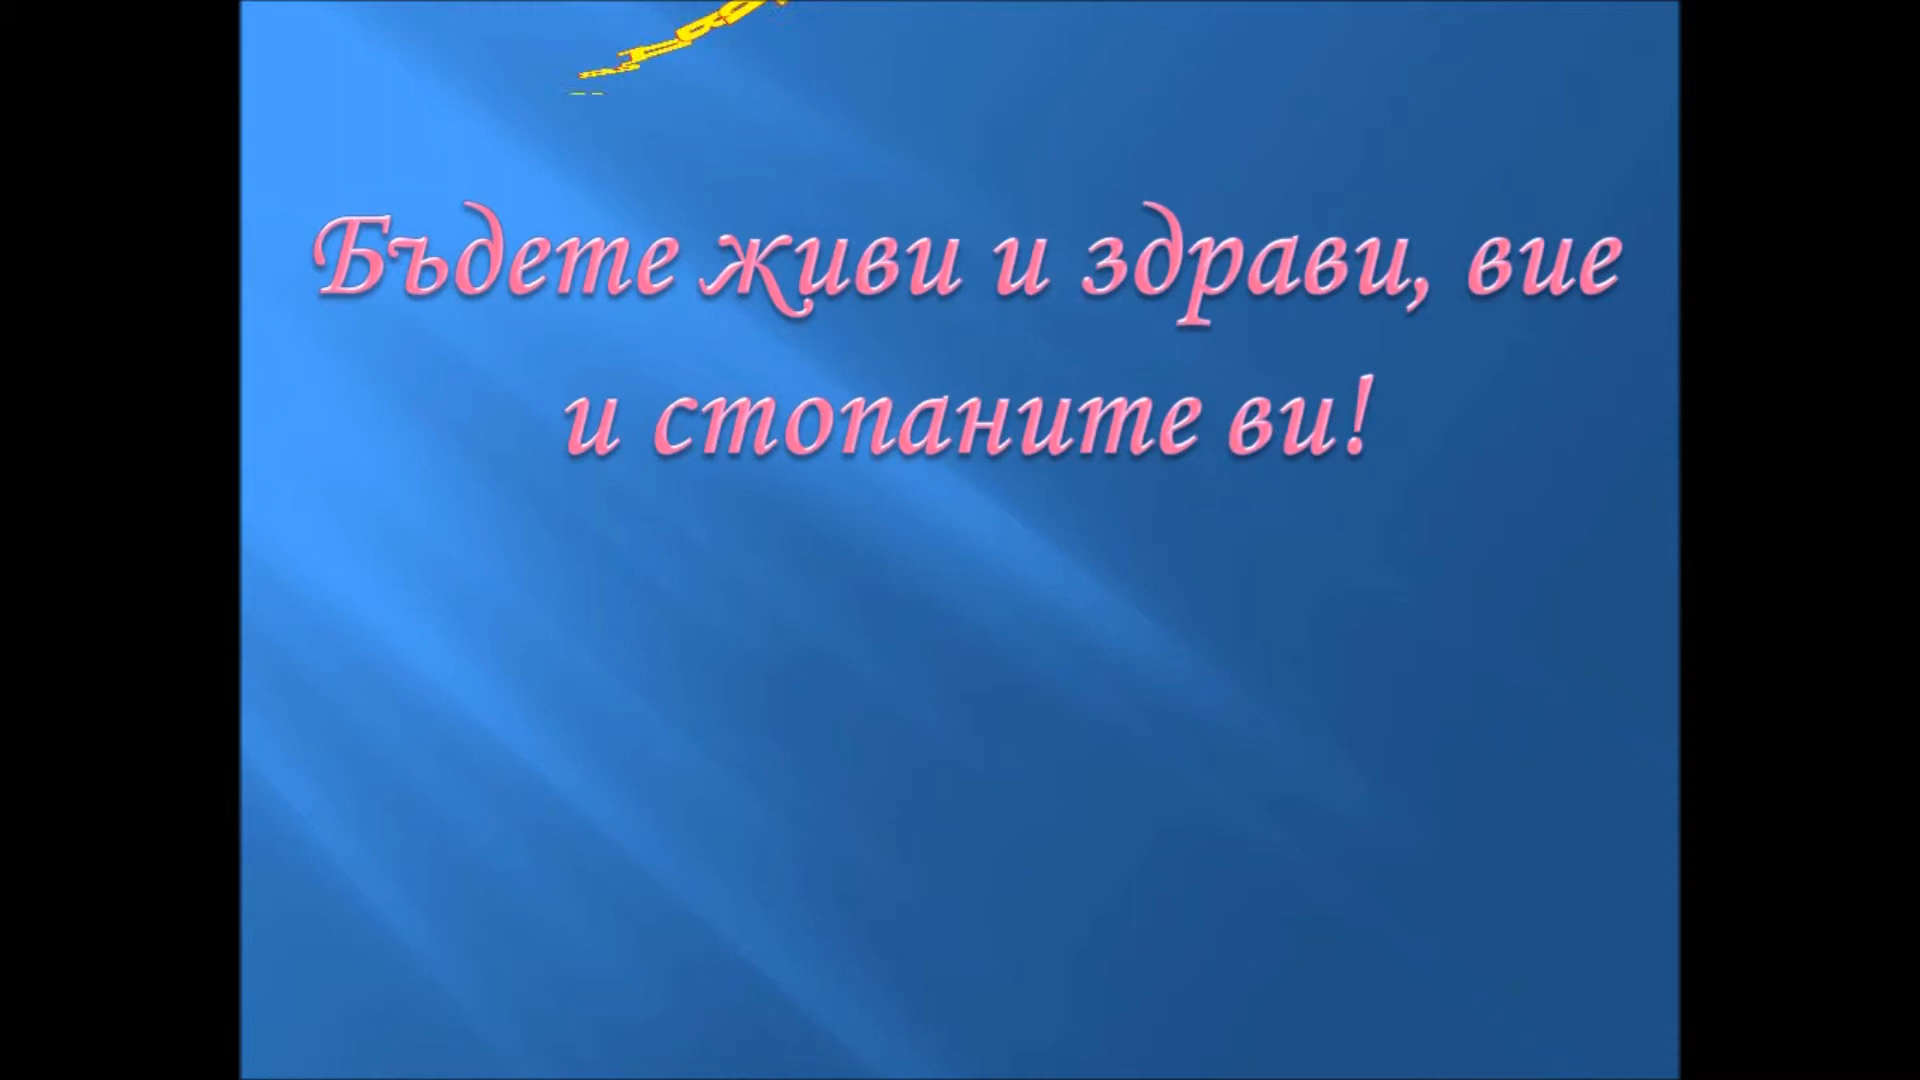 Бъдете живи и здрави, вие
и стопаните ви!